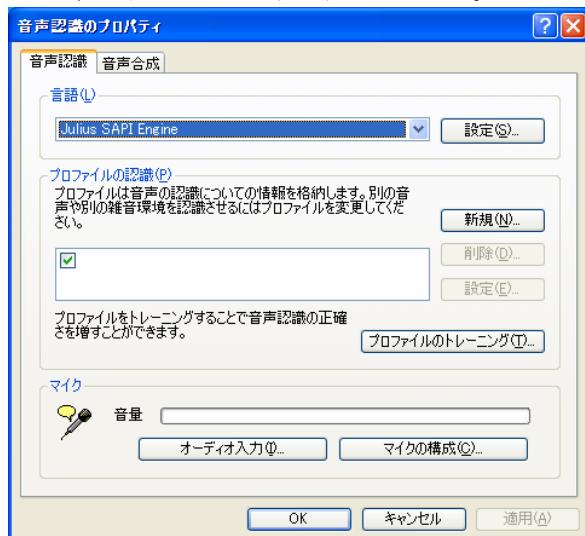 音声認識のプロパティ
音声認識 音声合成
言語(L)
Julius SAPI Engine
設定(S)...
プロファイルの認識(P)
プロファイルは音声の認識についての情報を格納します。別の音
声や別の雑音環境を認識させるにはプロファイルを変更してくだ
さい。
新規(N)...
削除(D)...
設定(E)...
プロファイルをトレーニングすることで音声認識の正確
さを増すことができます。
プロファイルのトレーニング(T)...
マイク
音量
オーディオ入力(I)... マイクの構成(C)...
OK キャンセル 適用(A)